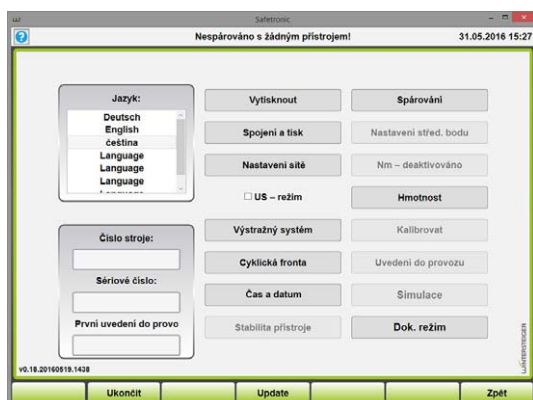 Safetronic
Nespárováno s žádným přístrojem!
31.05.2016 15:27
Jazyk:
Deutsch
English
čeština
Language
Language
Language
Vytisknout
Spárování
Spojení a tisk
Nastavení střed. bodu
Nastavení sítě
Nm – deaktivováno
US – režim
Hmotnost
Číslo stroje:
Sériové číslo:
První uvedení do provo
Výstražný systém
Kalibrovat
Cyklická fronta
Uvedení do provozu
Čas a datum
Simulace
Stabilita přístroje
Dok. režim
WINTERSTEIGER
v0.18.20160519.1438
Ukončit
Update
Zpět